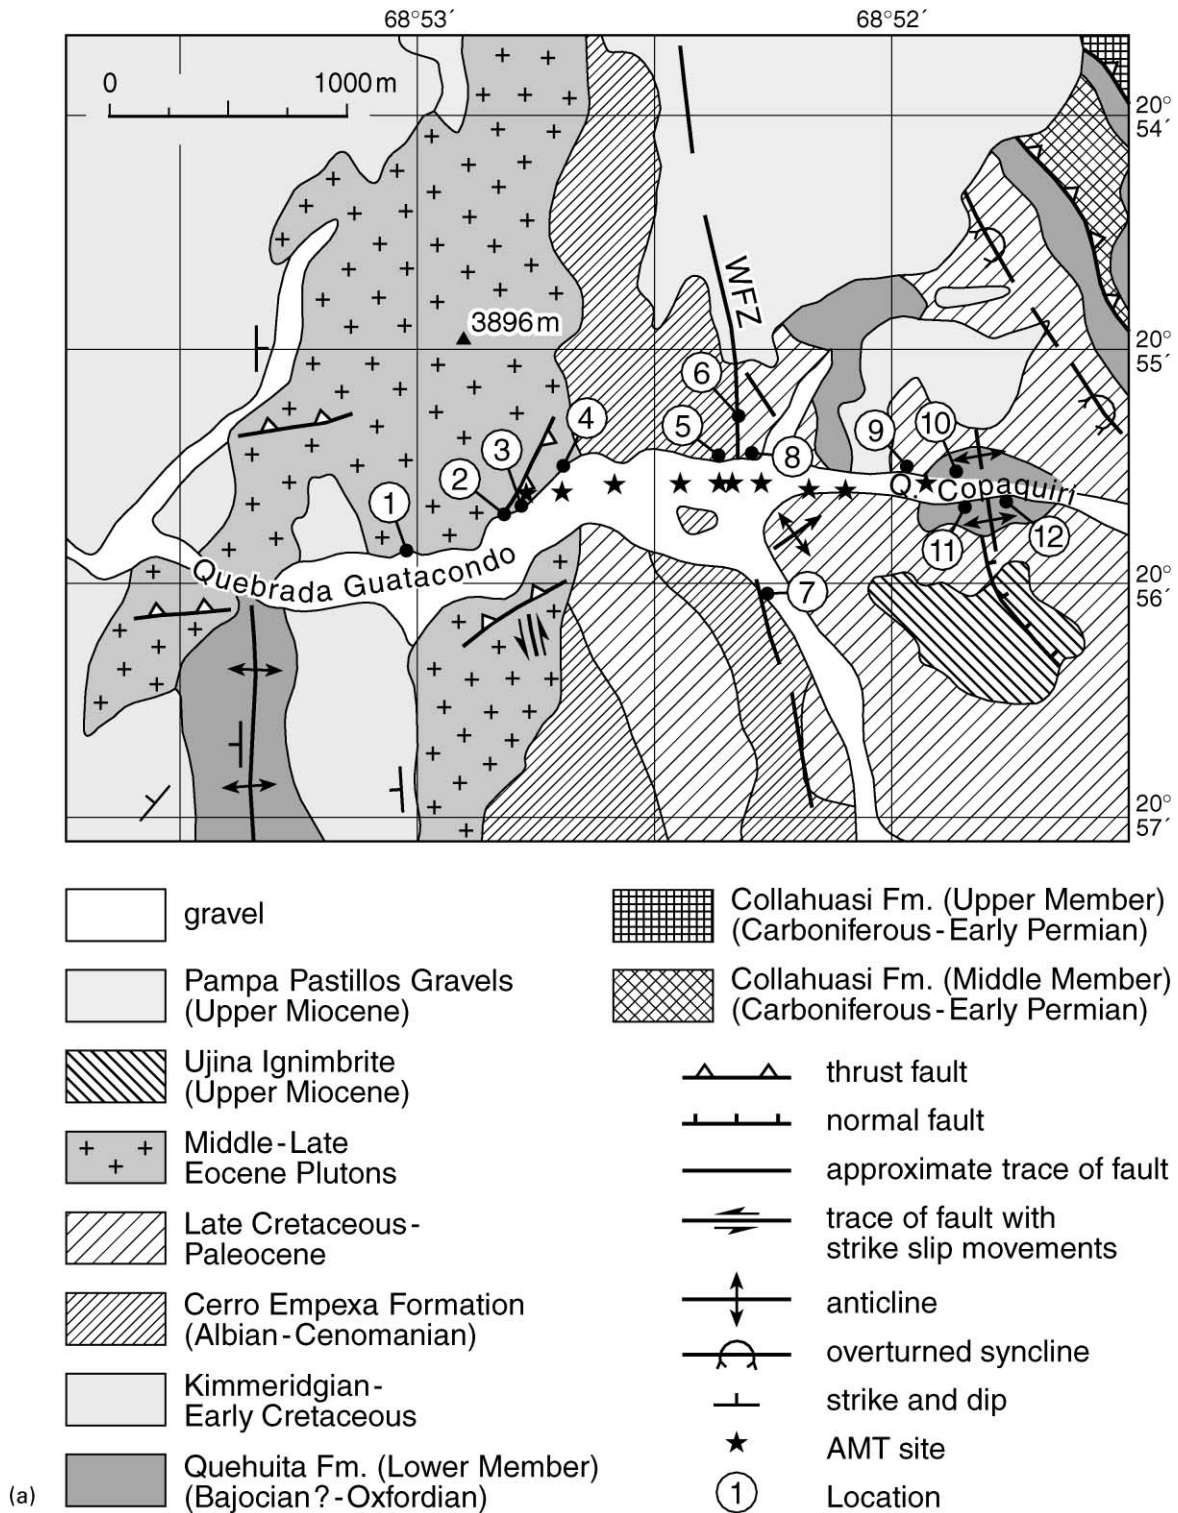 68°53´
68°52´
0
1000 m
20°
54´
3896 m
WFZ
20°
55´
6
4
5
10
9
3
8
2
1
Q. Copaquiri
11
12
Quebrada Guatacondo
7
20°
56´
20°
57´
gravel
Pampa Pastillos Gravels
(Upper Miocene)
Ujina Ignimbrite
(Upper Miocene)
Middle-Late
Eocene Plutons
Late Cretaceous-
Paleocene
Cerro Empexa Formation
(Albian-Cenomanian)
Kimmeridgian-
Early Cretaceous
Quehuita Fm. (Lower Member)
(Bajocian?-Oxfordian)
Collahuasi Fm. (Upper Member)
(Carboniferous-Early Permian)
Collahuasi Fm. (Middle Member)
(Carboniferous-Early Permian)
thrust fault
normal fault
approximate trace of fault
trace of fault with
strike slip movements
anticline
overturned syncline
strike and dip
AMT site
1
Location
(a)